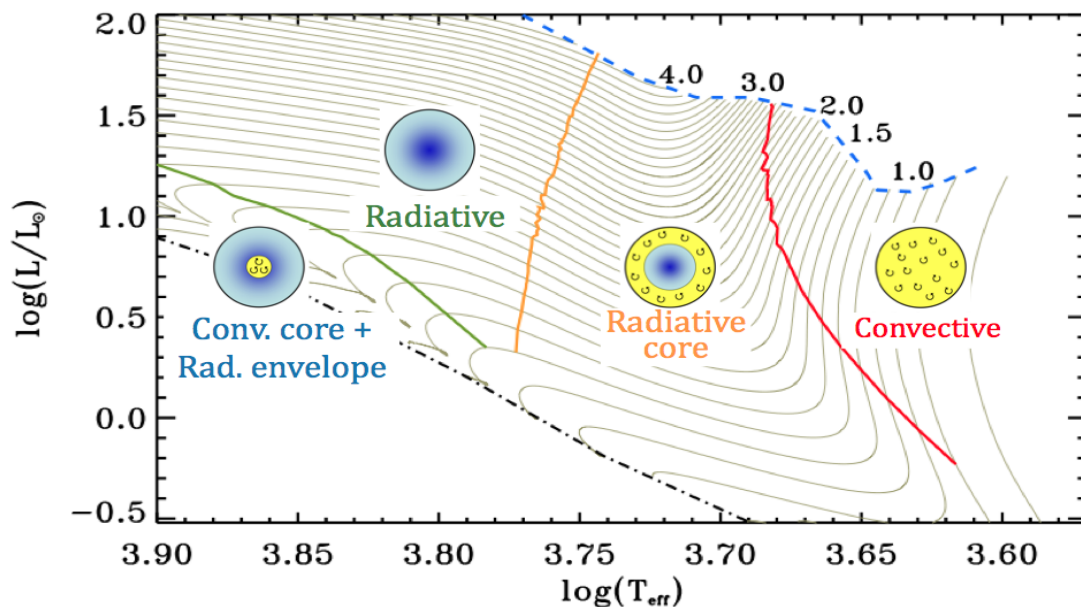 2.0
1.5
1.0
0.5
0.0
-0.5
log(L/L⊙)
4.0
3.0
2.0
1.5
1.0
Radiative
Conv. core +
Rad. envelope
Radiative
core
Convective
3.90
3.85
3.80
3.75
3.70
3.65
3.60
log(Teff)